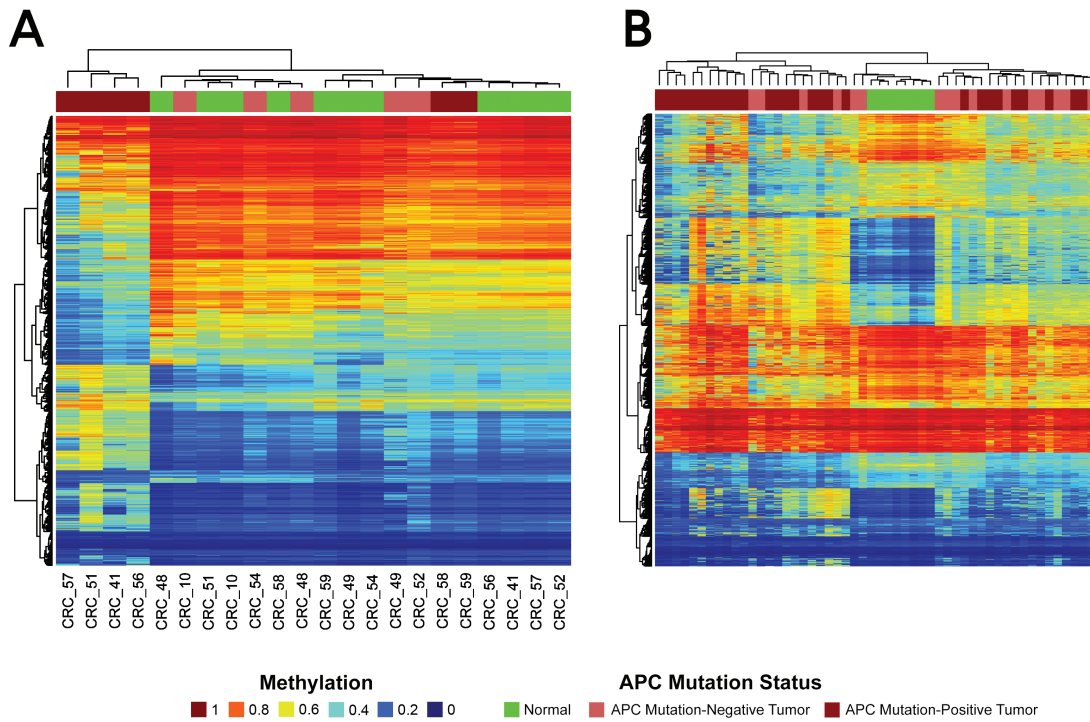 A
B
CRC_57
CRC_51
CRC_41
CRC_56
CRC_48
CRC_10
CRC_51
CRC_10
CRC_54
CRC_58
CRC_48
CRC_59
CRC_49
CRC_54
CRC_49
CRC_52
CRC_58
CRC_59
CRC_56
CRC_41
CRC_57
CRC_52
Methylation
1 0.8 0.6 0.4 0.2 0
APC Mutation Status
Normal APC Mutation-Negative Tumor APC Mutation-Positive Tumor